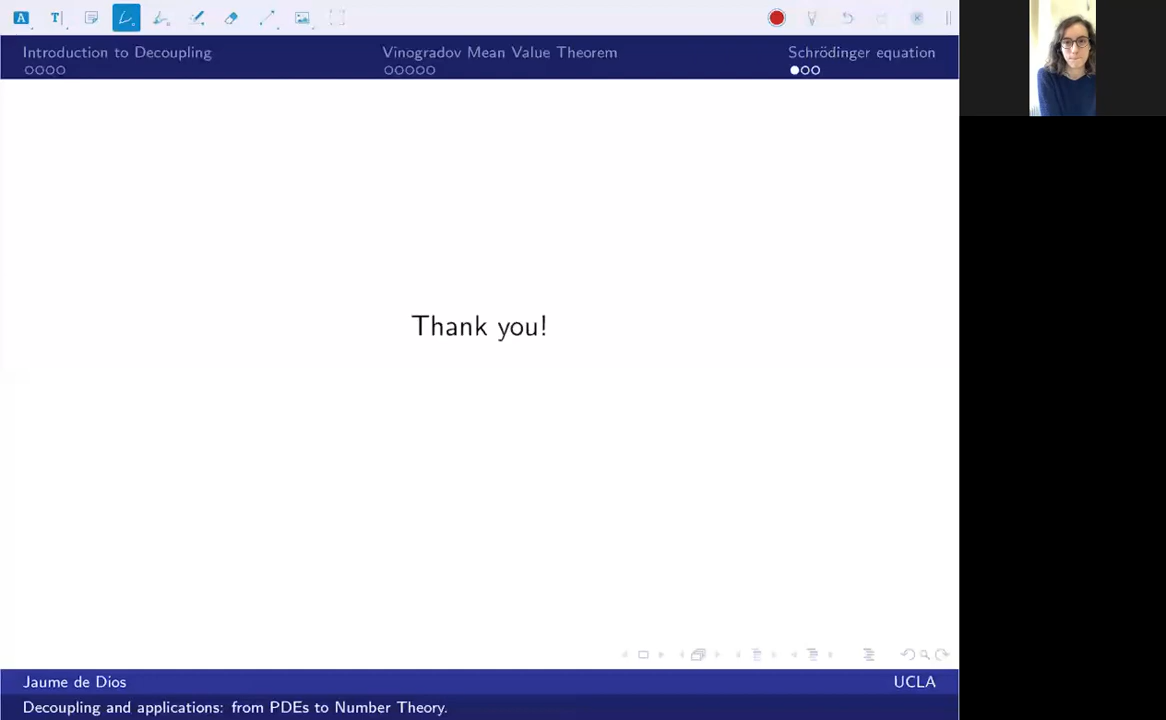 A T
Introduction to Decoupling Vinogradov Mean Value Theorem Schrödinger equation
Thank you!
Jaume de Dios UCLA
Decoupling and applications: from PDEs to Number Theory.